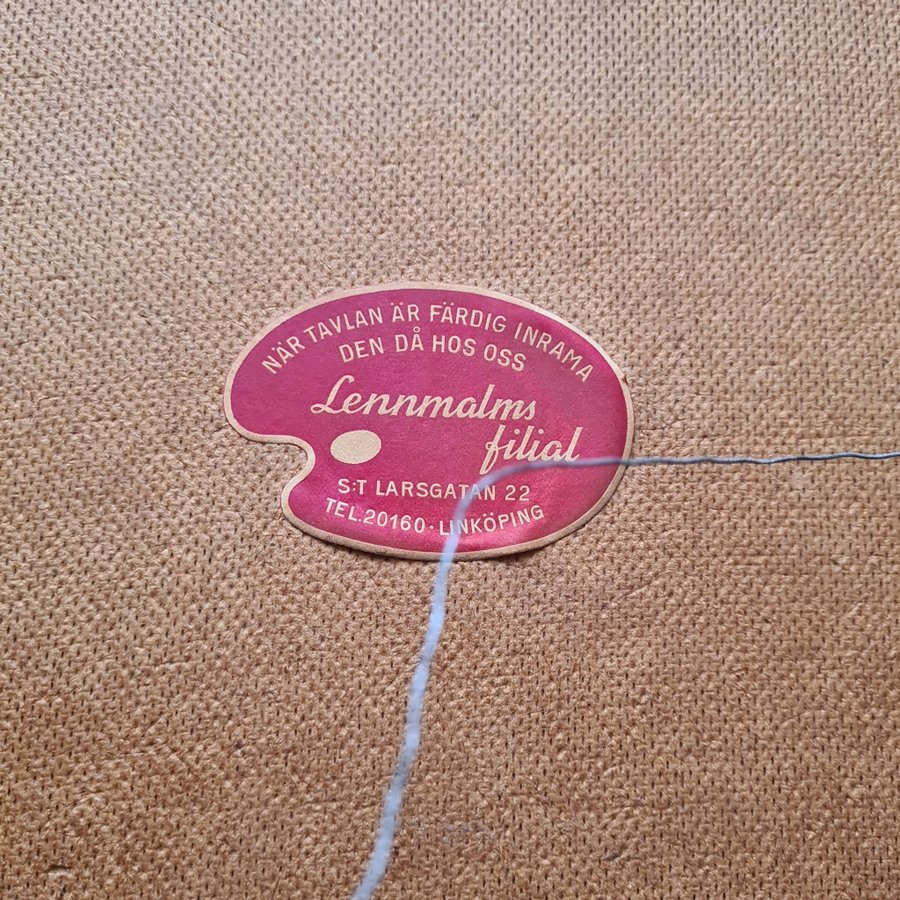 NÄR TAVLAN ÄR FÄRDIG INRAMA
DEN DÅ HOS OSS
Lennmalms
filial
S:T LARSGATAN 22
TEL.20160·LINKÖPING